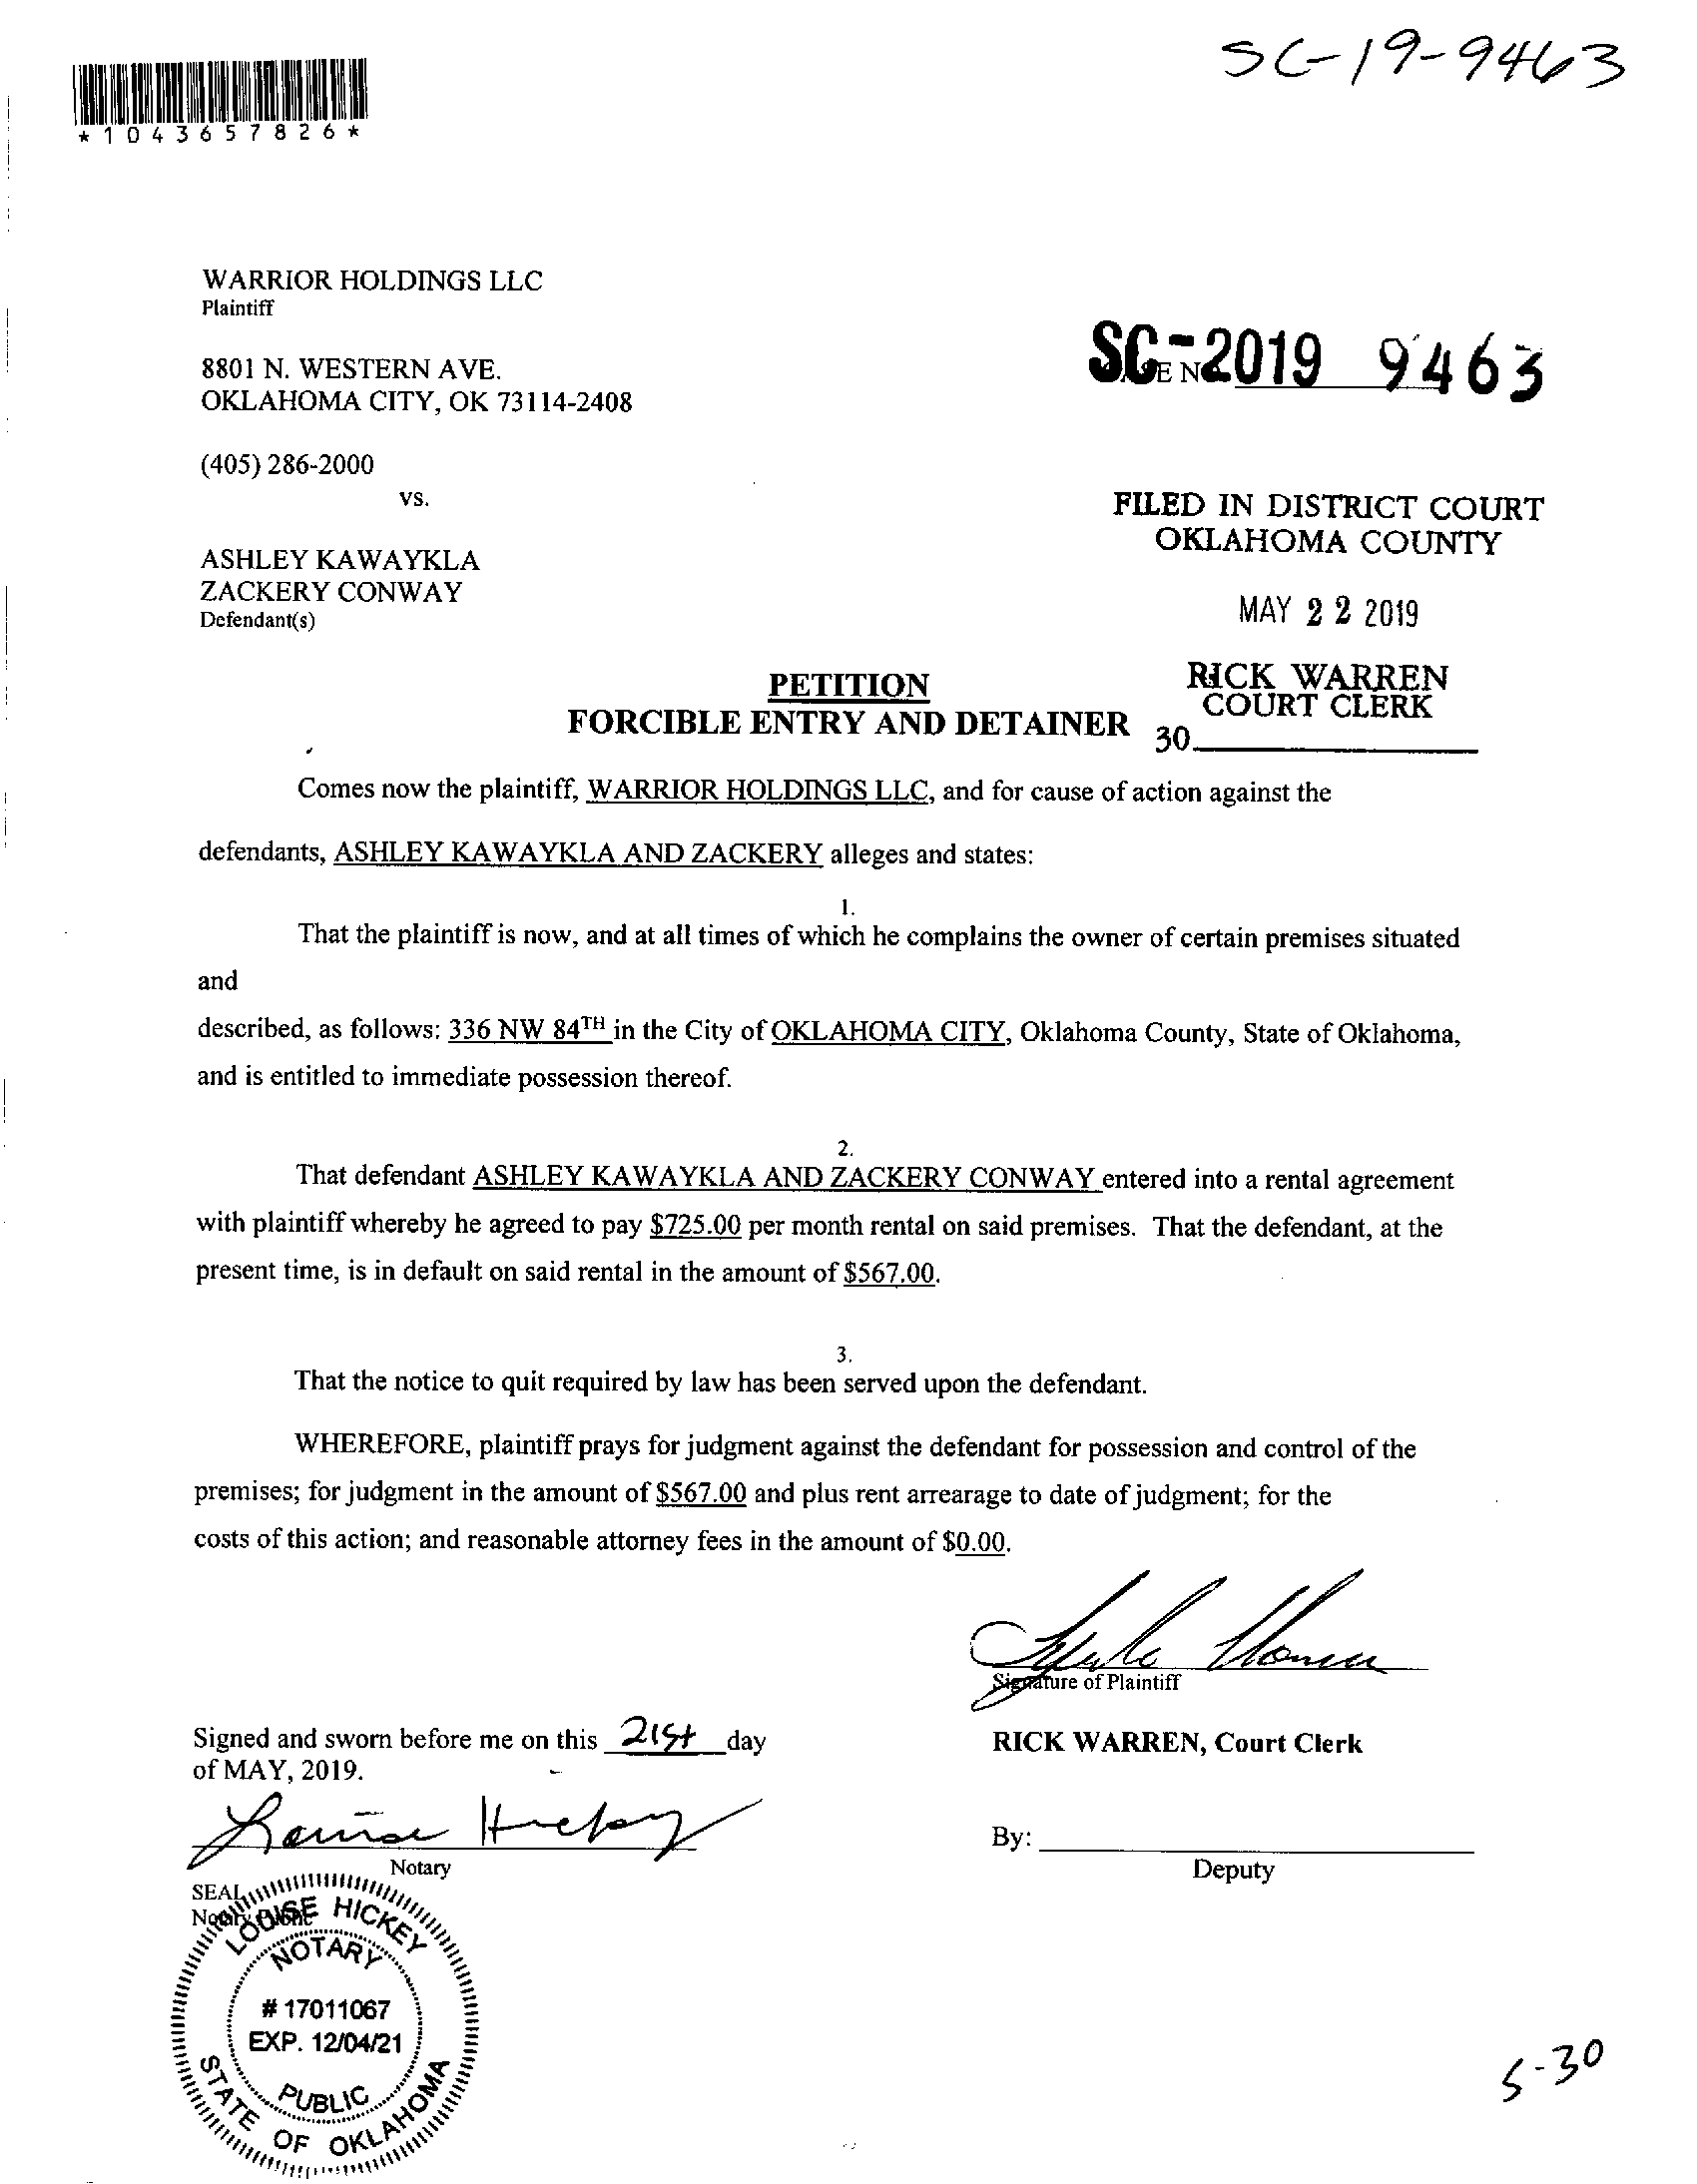 SC-19-9463
*1043657826*
WARRIOR HOLDINGS LLC
Plaintiff
8801 N. WESTERN AVE.
OKLAHOMA CITY, OK 73114-2408
SC-2019 9463
(405) 286-2000
vs.
FILED IN DISTRICT COURT
OKLAHOMA COUNTY
ASHLEY KAWAYKLA
ZACKERY CONWAY
Defendant(s)
MAY 22 2019
RICK WARREN
COURT CLERK
30
PETITION
FORCIBLE ENTRY AND DETAINER
Comes now the plaintiff, WARRIOR HOLDINGS LLC, and for cause of action against the
defendants, ASHLEY KAWAYKLA AND ZACKERY alleges and states:
1.
That the plaintiff is now, and at all times of which he complains the owner of certain premises situated
and
described, as follows: 336 NW 84TH in the City of OKLAHOMA CITY, Oklahoma County, State of Oklahoma,
and is entitled to immediate possession thereof.
2.
That defendant ASHLEY KAWAYKLA AND ZACKERY CONWAY entered into a rental agreement
with plaintiff whereby he agreed to pay $725.00 per month rental on said premises. That the defendant, at the
present time, is in default on said rental in the amount of $567.00.
3.
That the notice to quit required by law has been served upon the defendant.
WHEREFORE, plaintiff prays for judgment against the defendant for possession and control of the
premises; for judgment in the amount of $567.00 and plus rent arrearage to date of judgment; for the
costs of this action; and reasonable attorney fees in the amount of $0.00.
Signature of Plaintiff
Signed and sworn before me on this 21st day
of MAY, 2019.
RICK WARREN, Court Clerk
Louise Hickey
Notary
By:
Deputy
SEAL
Notary Public
LOUISE HICKEY
NOTARY
# 17011067
EXP. 12/04/21
PUBLIC
STATE OF OKLAHOMA
5-30